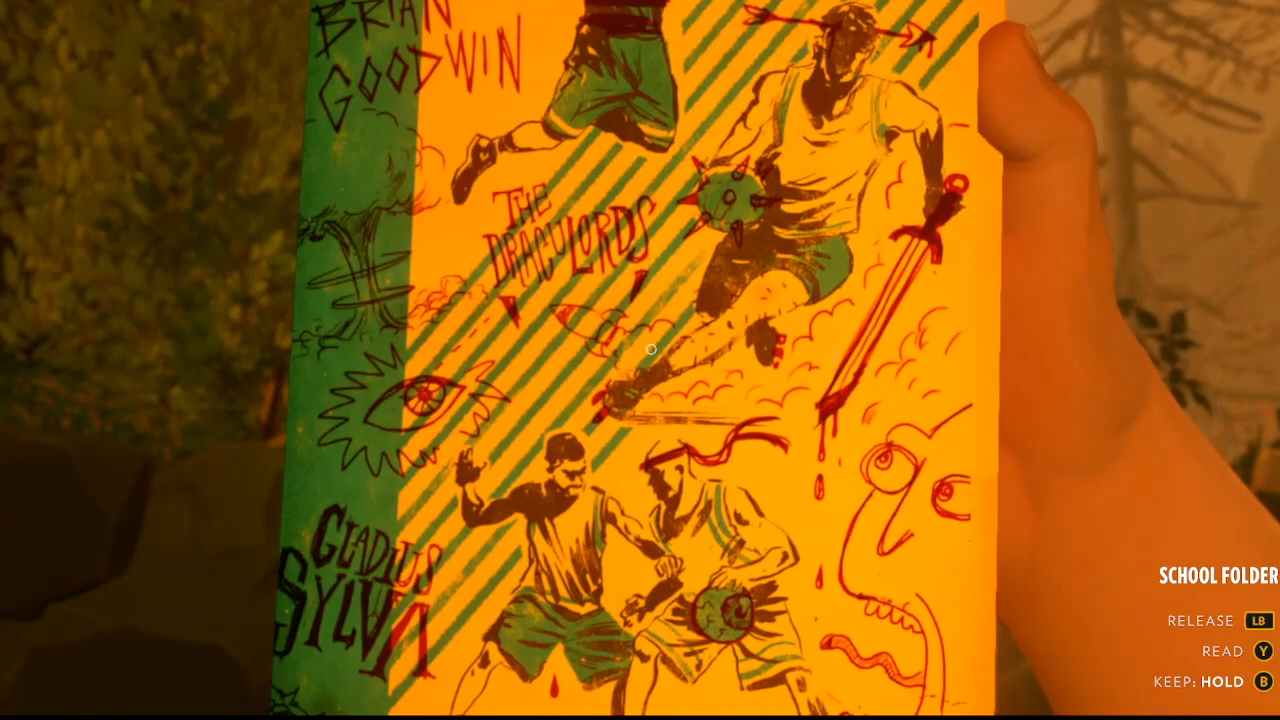 BRIAN
GOODWIN
THE
DRACULORDS
GLADIUS
SYLVA
SCHOOL FOLDER
RELEASE LB
READ Y
KEEP: HOLD B